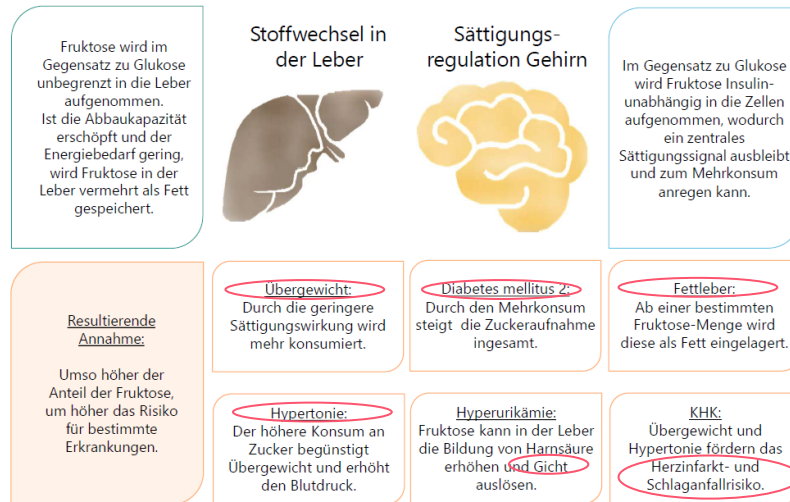 Fruktose wird im
Gegensatz zu Glukose
unbegrenzt in die Leber
aufgenommen.
Ist die Abbaukapazität
erschöpft und der
Energiebedarf gering,
wird Fruktose in der
Leber vermehrt als Fett
gespeichert.
Stoffwechsel in
der Leber
Sättigungs-
regulation Gehirn
Im Gegensatz zu Glukose
wird Fruktose Insulin-
unabhängig in die Zellen
aufgenommen, wodurch
ein zentrales
Sättigungssignal ausbleibt
und zum Mehrkonsum
anregen kann.
Resultierende
Annahme:
Umso höher der
Anteil der Fruktose,
um höher das Risiko
für bestimmte
Erkrankungen.
Übergewicht:
Durch die geringere
Sättigungswirkung wird
mehr konsumiert.
Diabetes mellitus 2:
Durch den Mehrkonsum
steigt die Zuckeraufnahme
ingesamt.
Fettleber:
Ab einer bestimmten
Fruktose-Menge wird
diese als Fett eingelagert.
Hypertonie:
Der höhere Konsum an
Zucker begünstigt
Übergewicht und erhöht
den Blutdruck.
Hyperurikämie:
Fruktose kann in der Leber
die Bildung von Harnsäure
erhöhen und Gicht
auslösen.
KHK:
Übergewicht und
Hypertonie fördern das
Herzinfarkt- und
Schlaganfallrisiko.